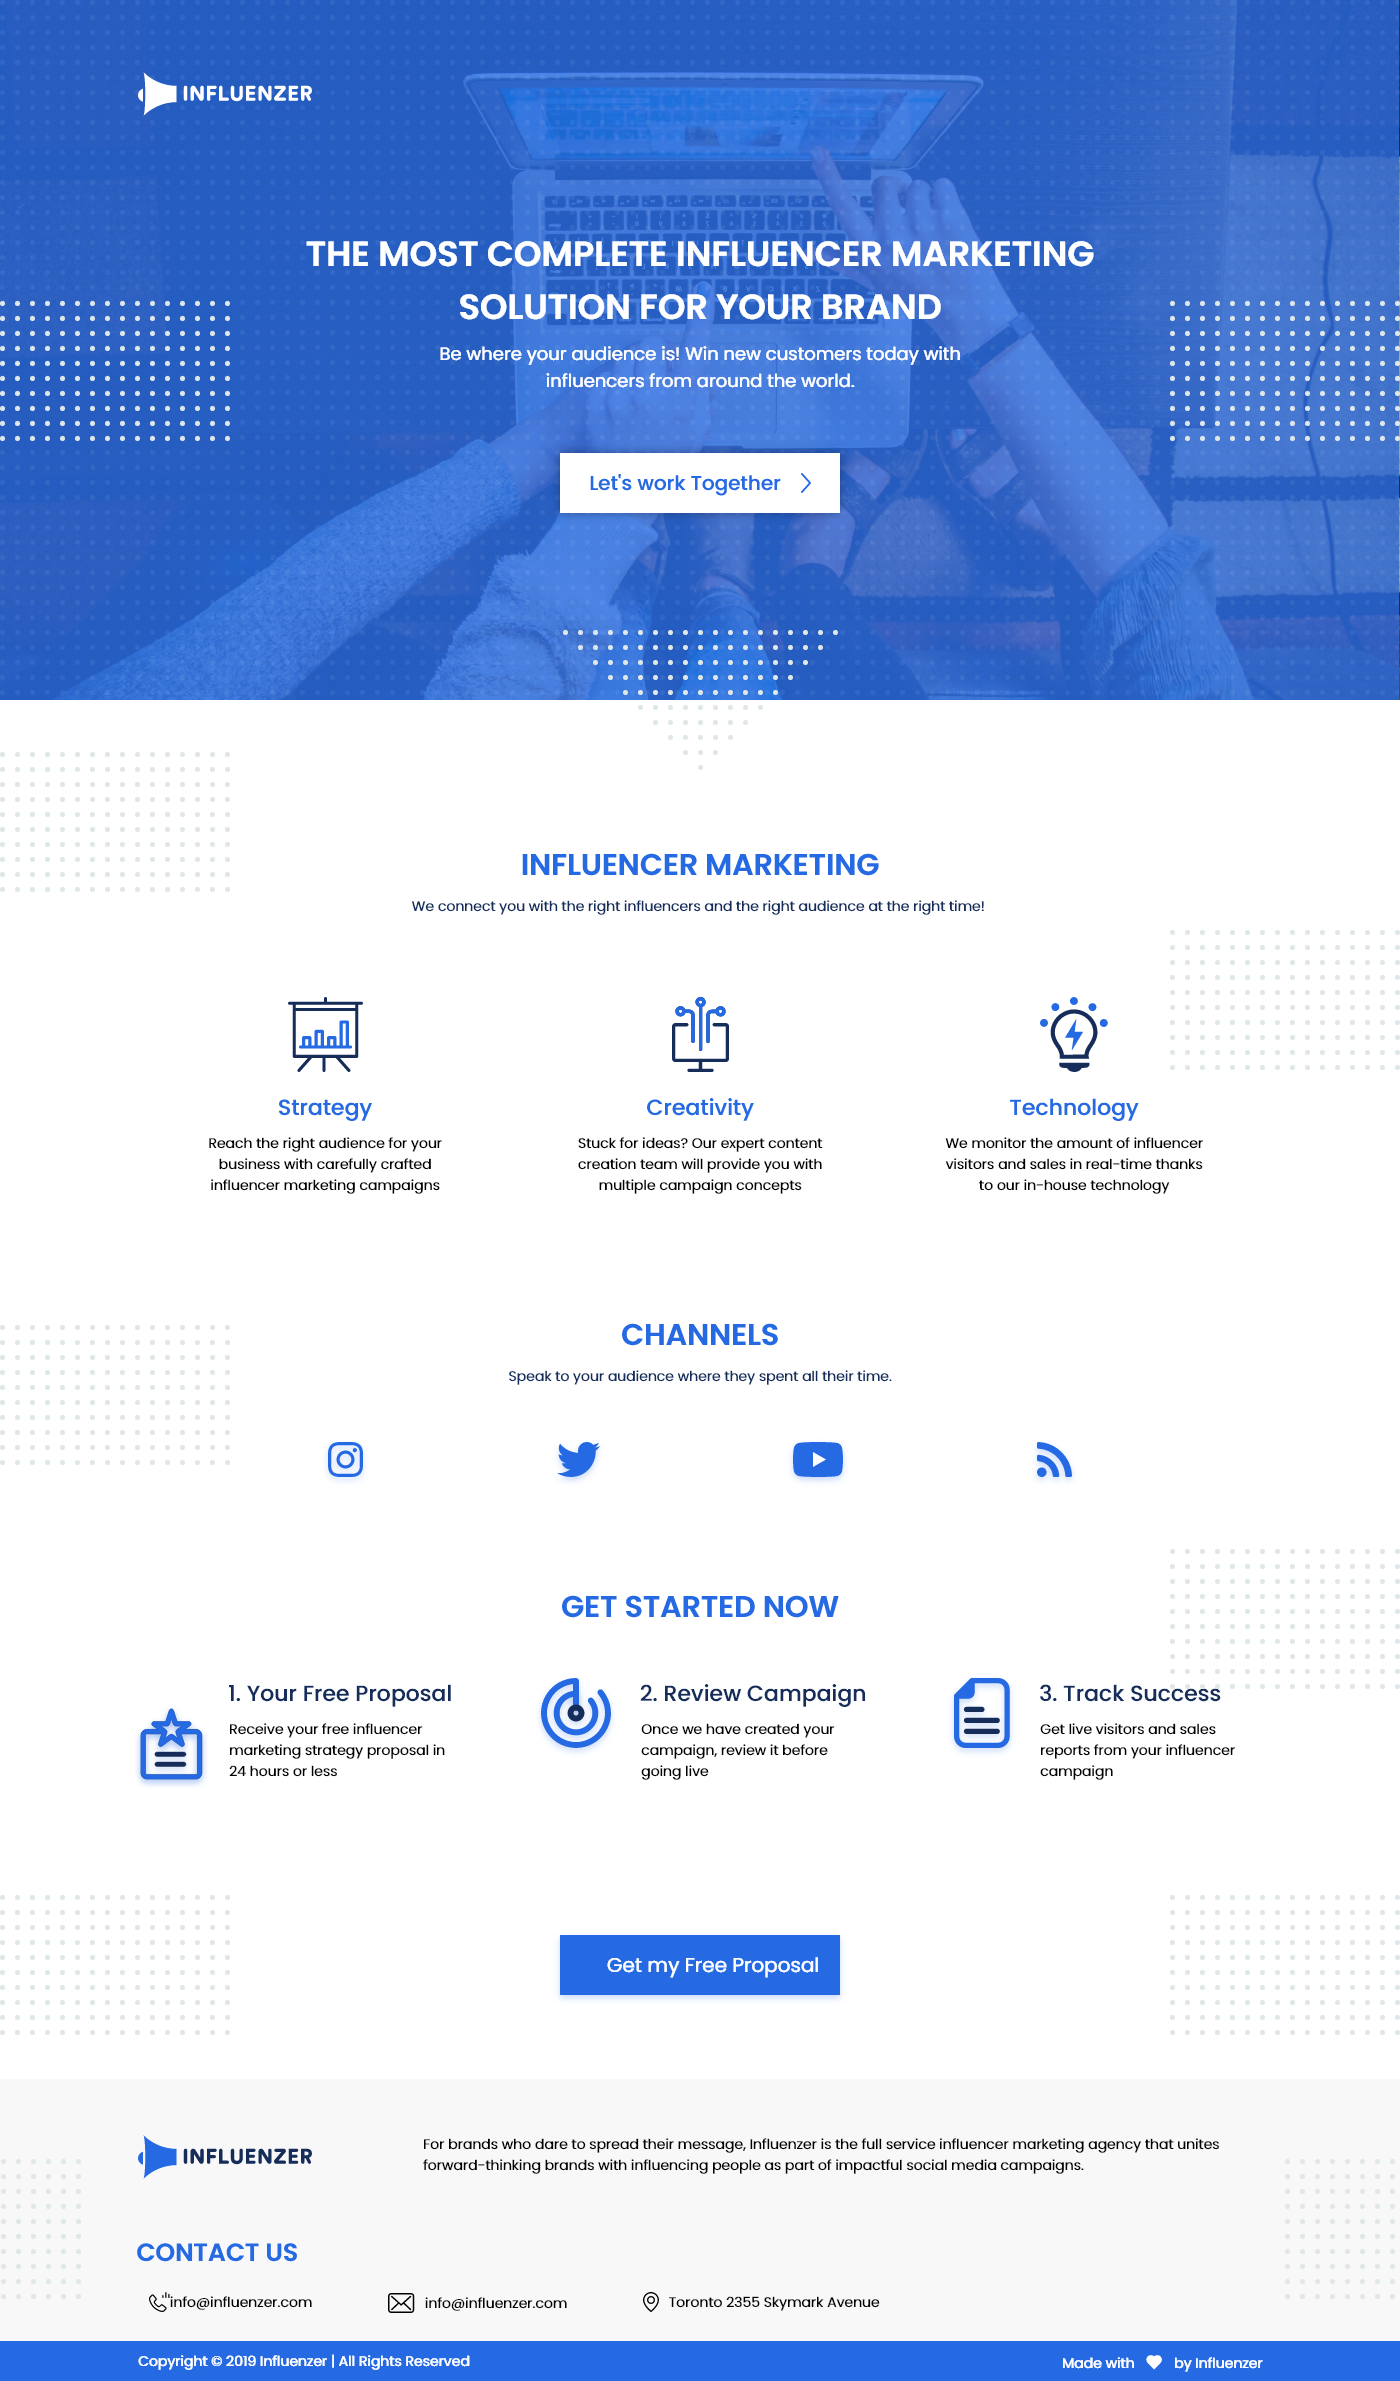 INFLUENZER
THE MOST COMPLETE INFLUENCER MARKETING
SOLUTION FOR YOUR BRAND
Be where your audience is! Win new customers today with
influencers from around the world.
Let's work Together
INFLUENCER MARKETING
We connect you with the right influencers and the right audience at the right time!
Strategy
Reach the right audience for your
business with carefully crafted
influencer marketing campaigns
Creativity
Stuck for ideas? Our expert content
creation team will provide you with
multiple campaign concepts
Technology
We monitor the amount of influencer
visitors and sales in real-time thanks
to our in-house technology
CHANNELS
Speak to your audience where they spent all their time.
GET STARTED NOW
1. Your Free Proposal
Receive your free influencer
marketing strategy proposal in
24 hours or less
2. Review Campaign
Once we have created your
campaign, review it before
going live
3. Track Success
Get live visitors and sales
reports from your influencer
campaign
Get my Free Proposal
INFLUENZER
For brands who dare to spread their message, Influenzer is the full service influencer marketing agency that unites
forward-thinking brands with influencing people as part of impactful social media campaigns.
CONTACT US
info@influenzer.com
info@influenzer.com
Toronto 2355 Skymark Avenue
Copyright © 2019 Influenzer | All Rights Reserved
Made with by Influenzer